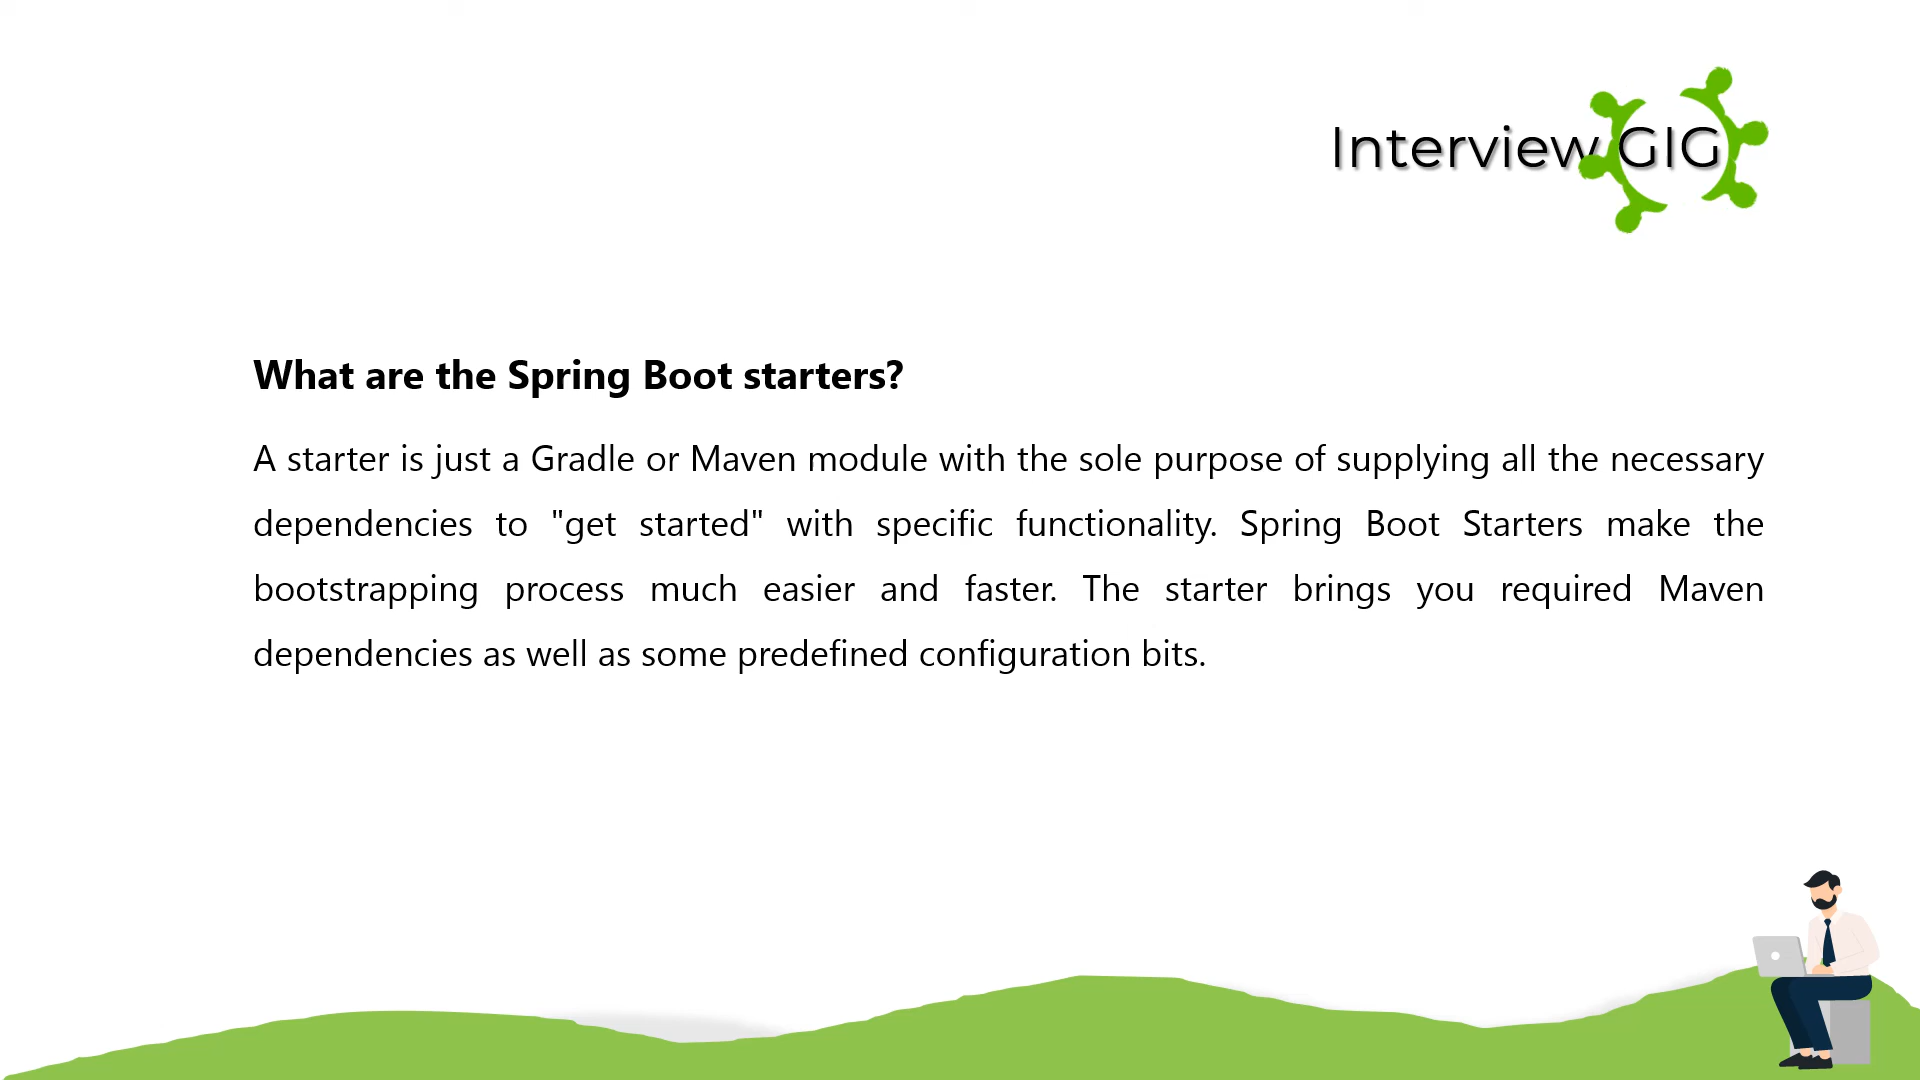 Interview GIG
What are the Spring Boot starters?
A starter is just a Gradle or Maven module with the sole purpose of supplying all the necessary
dependencies to "get started" with specific functionality. Spring Boot Starters make the
bootstrapping process much easier and faster. The starter brings you required Maven
dependencies as well as some predefined configuration bits.